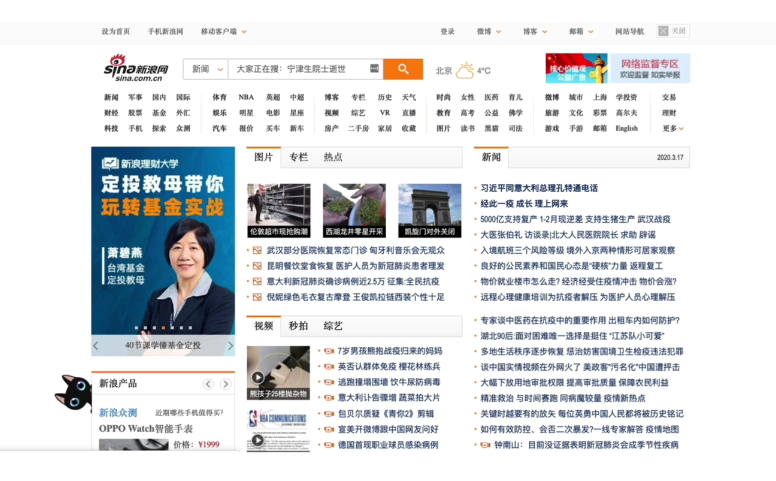 设为首页 手机新浪网 移动客户端 登录 微博 博客 邮箱 网站导航 关闭
sina新浪网
sina.com.cn
新闻 大家正在搜：宁津生院士逝世
北京 4°C
核心价值观
公益广告
网络监督专区
欢迎监督 如实举报
新闻 军事 国内 国际 体育 NBA 英超 中超 博客 专栏 历史 天气 时尚 女性 医药 育儿 微博 城市 上海 学投资 交易
财经 股票 基金 外汇 娱乐 明星 电影 星座 视频 综艺 VR 直播 教育 高考 公益 佛学 旅游 文化 彩票 高尔夫 理财
科技 手机 探索 众测 汽车 报价 买车 新车 房产 二手房 家居 收藏 图片 读书 黑猫 司法 游戏 手游 邮箱 English 更多
新浪理财大学
定投教母带你
玩转基金实战
萧碧燕
台湾基金
定投教母
40节课学懂基金定投
新浪产品
新浪众测 近期哪些手机值得买？
OPPO Watch智能手表
价格： ¥1999
图片 专栏 热点
伦敦超市现抢购潮 西湖龙井零星开采 凯旋门对外关闭
武汉部分医院恢复常态门诊 匈牙利音乐会无观众
昆明餐饮堂食恢复 医护人员为新冠肺炎患者理发
意大利新冠肺炎确诊病例近2.5万 征集:全民抗疫
倪妮绿色毛衣复古摩登 王俊凯拉链西装个性十足
视频 秒拍 综艺
熊孩子25楼抛杂物
NBA COMMUNICATIONS
7岁男孩熊抱战疫归来的妈妈
英否认群体免疫 樱花林练兵
逃跑撞塌围墙 饮牛尿防病毒
意大利讣告骤增 蔬菜拍大片
包贝尔质疑《青你2》剪辑
宣美开微博跟中国网友问好
德国首现职业球员感染病例
新闻 2020.3.17
习近平同意大利总理孔特通电话
经此一疫 成长 理上网来
5000亿支持复产 1-2月现逆差 支持生猪生产 武汉战疫
大医张伯礼 访谈录|北大人民医院院长 求助 辟谣
入境航班三个风险等级 境外入京两种情形可居家观察
良好的公民素养和国民心态是"硬核"力量 返程复工
物价就业楼市怎么走? 经济经受住疫情冲击 物价会涨?
远程心理健康培训为抗疫者解压 为医护人员心理解压
专家谈中医药在抗疫中的重要作用 出租车内如何防护?
湖北90后:面对困难唯一选择是挺住 "江苏队小可爱"
多地生活秩序逐步恢复 惩治妨害国境卫生检疫违法犯罪
谈中国实情视频在外网火了 美政客"污名化"中国遭抨击
大幅下放用地审批权限 提高审批质量 保障农民利益
精准救治 与时间赛跑 同病魔较量 疫情新热点
关键时越要有的放矢 每位英勇中国人民都将被历史铭记
如何有效防控、会否二次暴发?一线专家解答 疫情地图
钟南山：目前没证据表明新冠肺炎会成季节性疾病